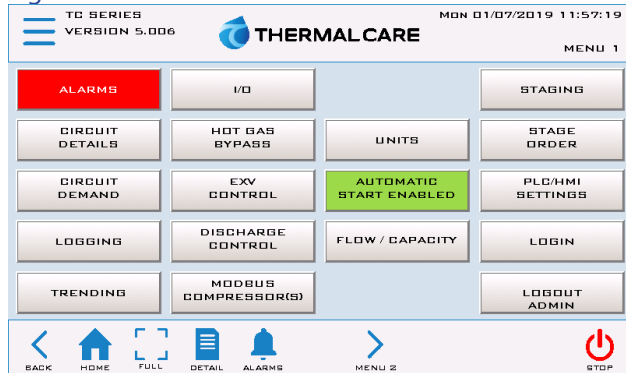 TC SERIES
VERSION 5.006
THERMALCARE
MON 01/07/2019 11:57:19
MENU 1
ALARMS
I/O
STAGING
CIRCUIT
DETAILS
HOT GAS
BYPASS
UNITS
STAGE
ORDER
CIRCUIT
DEMAND
EXV
CONTROL
AUTOMATIC
START ENABLED
PLC/HMI
SETTINGS
LOGGING
DISCHARGE
CONTROL
FLOW / CAPACITY
LOGIN
TRENDING
MODBUS
COMPRESSOR(S)
LOGOUT
ADMIN
BACK
HOME
FULL
DETAIL
ALARMS
MENU 2
STOP